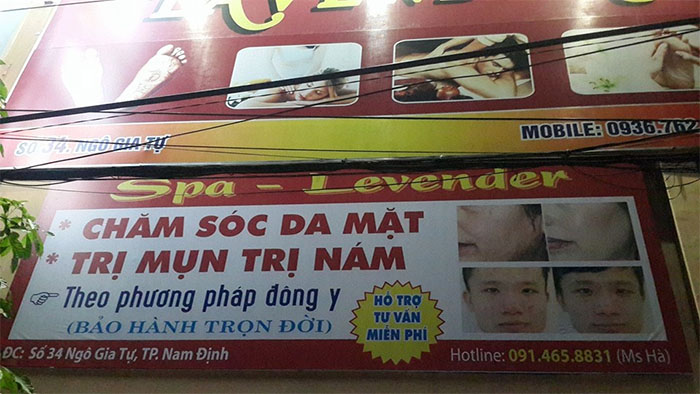 SỐ 34. NGÔ GIA TỰ
MOBILE: 0936.762
Spa - Levender
* CHĂM SÓC DA MẶT
* TRỊ MỤN TRỊ NÁM
Theo phương pháp đông y
(BẢO HÀNH TRỌN ĐỜI)
HỖ TRỢ
TƯ VẤN
MIỄN PHÍ
ĐC: Số 34 Ngô Gia Tự, TP. Nam Định
Hotline: 091.465.8831 (Ms Hà)